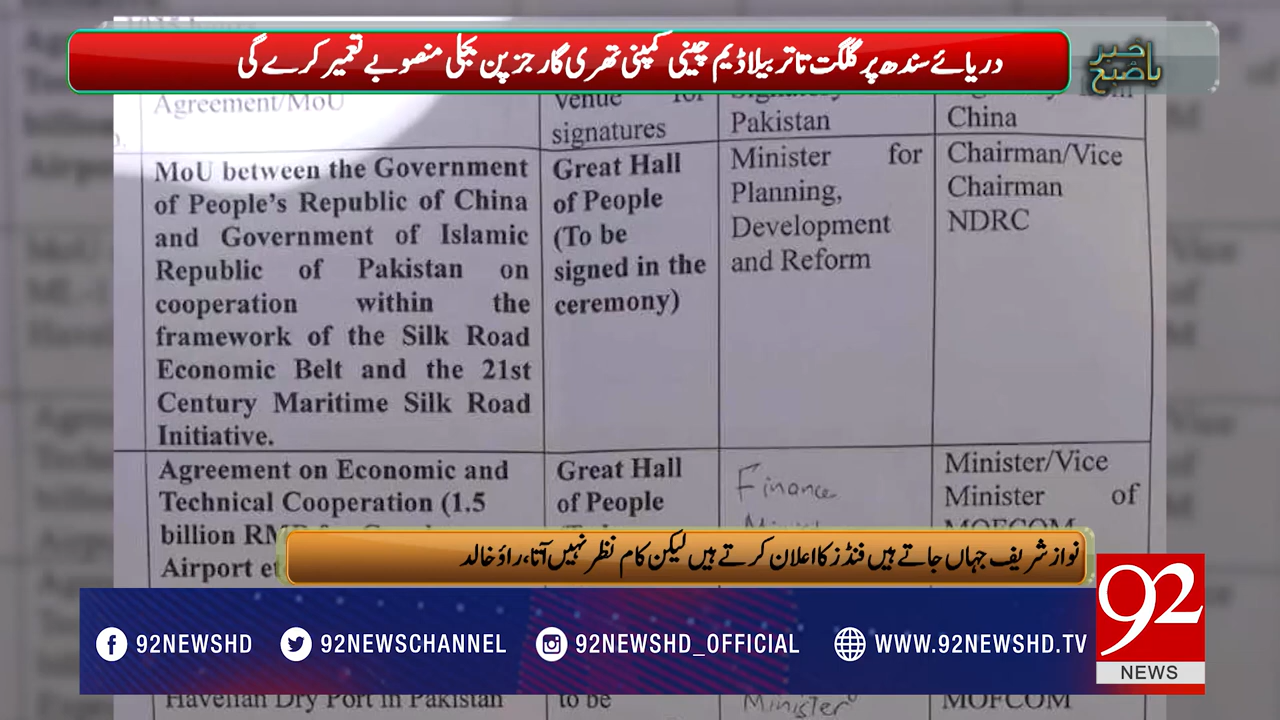 دریائے سندھ پر گلگت تا تربیلا ڈیم چینی کمپنی تھری گارجز پن بجلی منصوبے تعمیر کرے گی
خبر
باصبح
Agreement/MoU
venue for
signatures
Pakistan
China
MoU between the Government
of People's Republic of China
and Government of Islamic
Republic of Pakistan on
cooperation within the
framework of the Silk Road
Economic Belt and the 21st
Century Maritime Silk Road
Initiative.
Great Hall
of People
(To be
signed in the
ceremony)
Minister for
Planning,
Development
and Reform
Chairman/Vice
Chairman
NDRC
Agreement on Economic and
Technical Cooperation (1.5
billion
Airport
Great Hall
of People
Finance
Minister/Vice
Minister of
MOFCOM
نواز شریف جہاں جاتے ہیں فنڈز کا اعلان کرتے ہیں لیکن کام نظر نہیں آتا، راؤ خالد
92NEWSHD
92NEWSCHANNEL
92NEWSHD_OFFICIAL
WWW.92NEWSHD.TV
92
NEWS
Havelian Dry Port in Pakistan
to be
Minister
MOFCOM